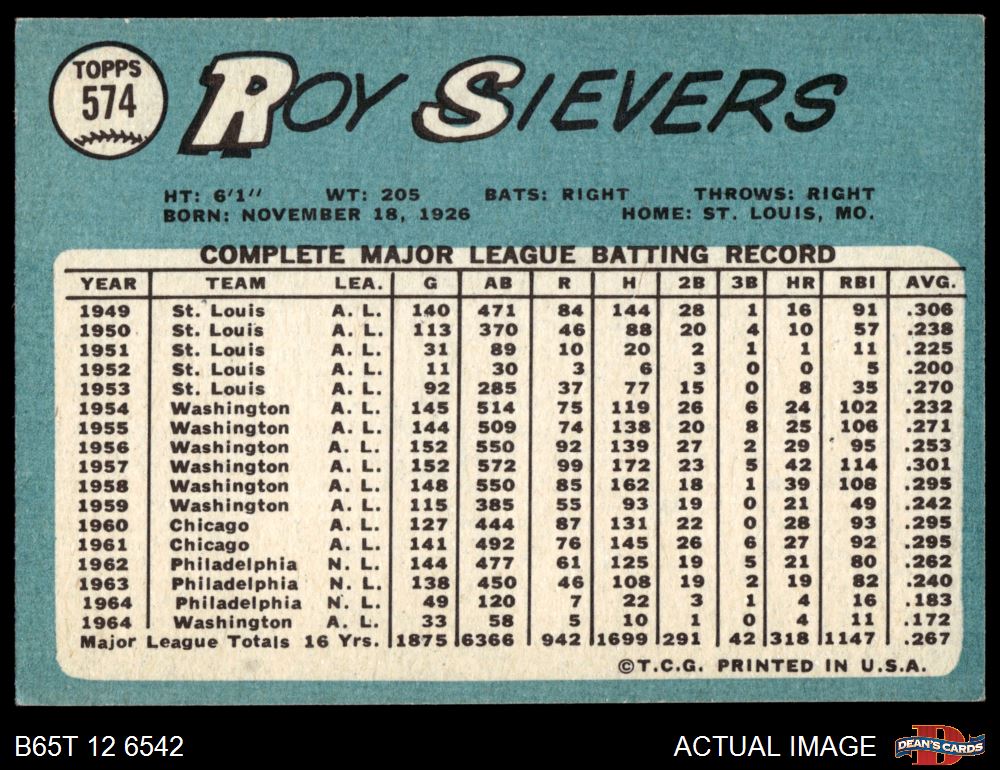 TOPPS
574
ROY SIEVERS
HT: 6'1" WT: 205 BATS: RIGHT THROWS: RIGHT
BORN: NOVEMBER 18, 1926 HOME: ST. LOUIS, MO.
COMPLETE MAJOR LEAGUE BATTING RECORD
YEAR TEAM LEA. G AB R H 2B 3B HR RBI AVG.
1949 St. Louis A. L. 140 471 84 144 28 1 16 91 .306
1950 St. Louis A. L. 113 370 46 88 20 4 10 57 .238
1951 St. Louis A. L. 31 89 10 20 2 1 1 11 .225
1952 St. Louis A. L. 11 30 3 6 3 0 0 5 .200
1953 St. Louis A. L. 92 285 37 77 15 0 8 35 .270
1954 Washington A. L. 145 514 75 119 26 6 24 102 .232
1955 Washington A. L. 144 509 74 138 20 8 25 106 .271
1956 Washington A. L. 152 550 92 139 27 2 29 95 .253
1957 Washington A. L. 152 572 99 172 23 5 42 114 .301
1958 Washington A. L. 148 550 85 162 18 1 39 108 .295
1959 Washington A. L. 115 385 55 93 19 0 21 49 .242
1960 Chicago A. L. 127 444 87 131 22 0 28 93 .295
1961 Chicago A. L. 141 492 76 145 26 6 27 92 .295
1962 Philadelphia N. L. 144 477 61 125 19 5 21 80 .262
1963 Philadelphia N. L. 138 450 46 108 19 2 19 82 .240
1964 Philadelphia N. L. 49 120 7 22 3 1 4 16 .183
1964 Washington A. L. 33 58 5 10 1 0 4 11 .172
Major League Totals 16 Yrs. 1875 6366 942 1699 291 42 318 1147 .267
©T.C.G. PRINTED IN U.S.A.
B65T 12 6542 ACTUAL IMAGE DEAN'S CARDS